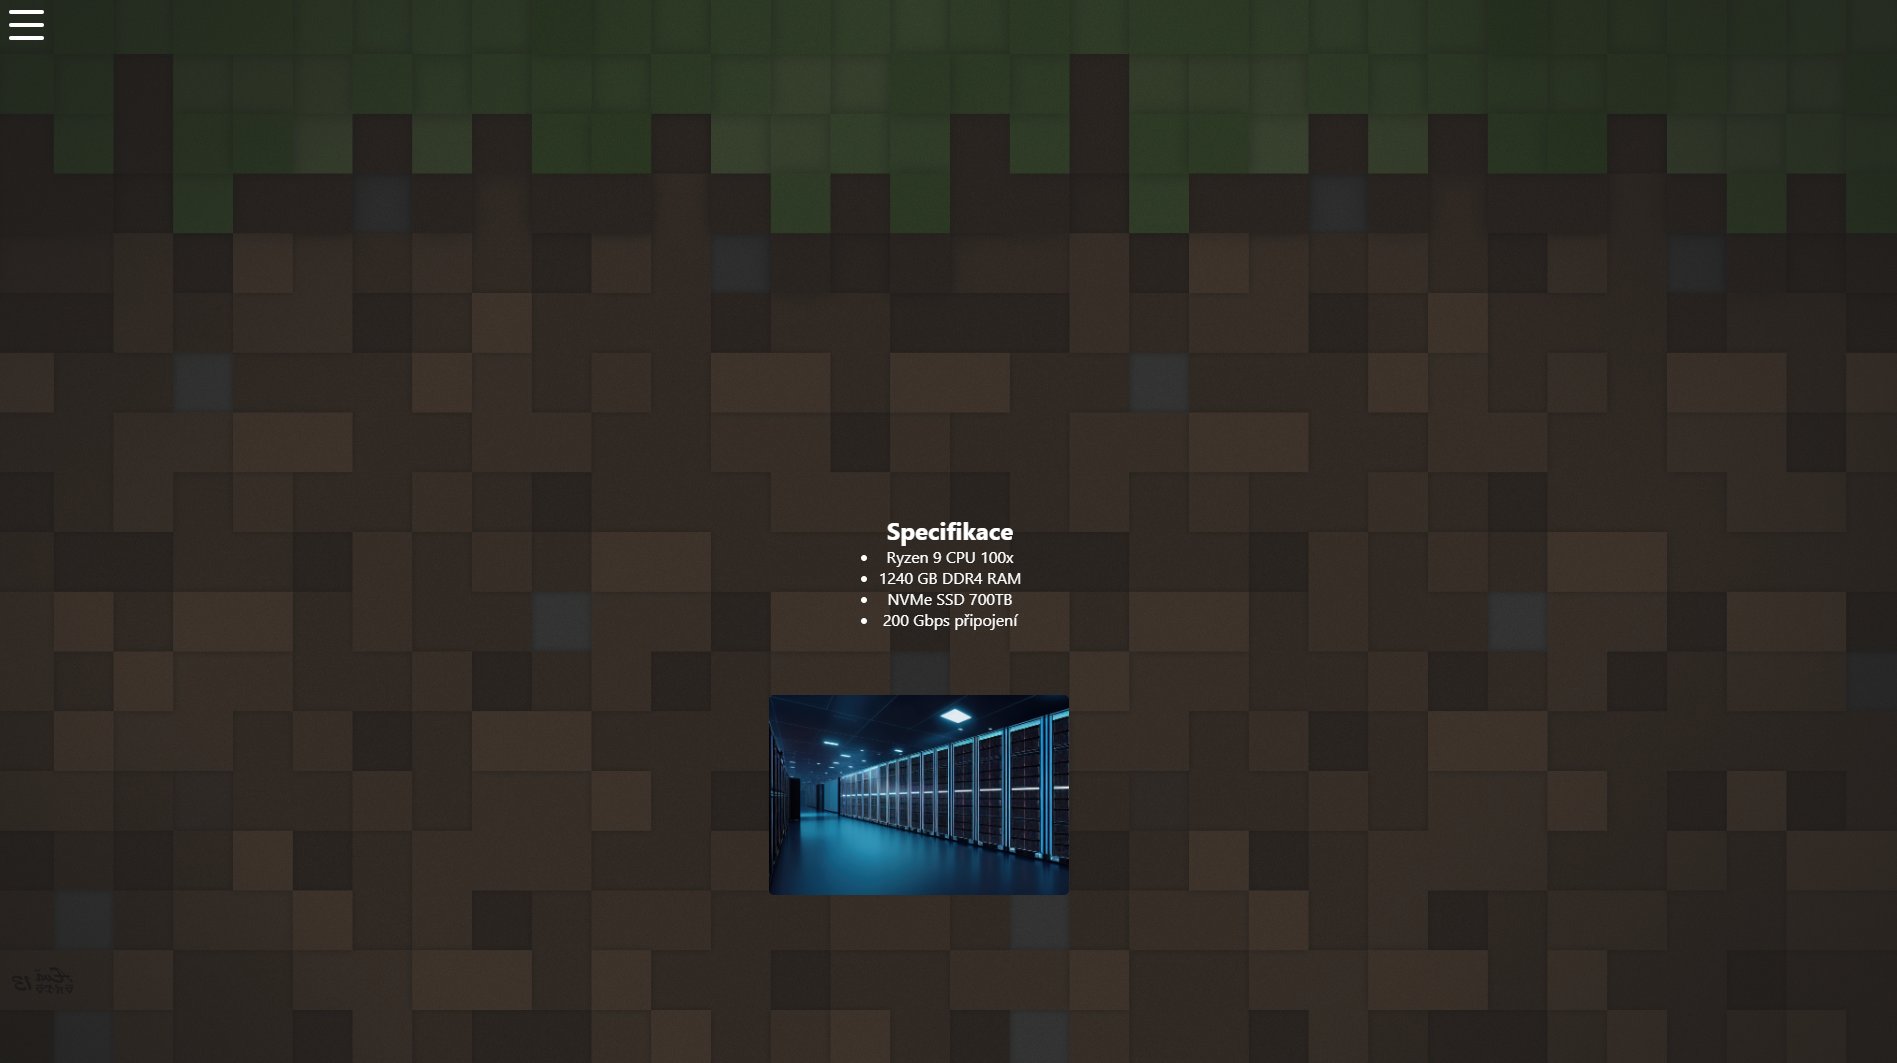 Specifikace
Ryzen 9 CPU 100x
1240 GB DDR4 RAM
NVMe SSD 700TB
200 Gbps připojení